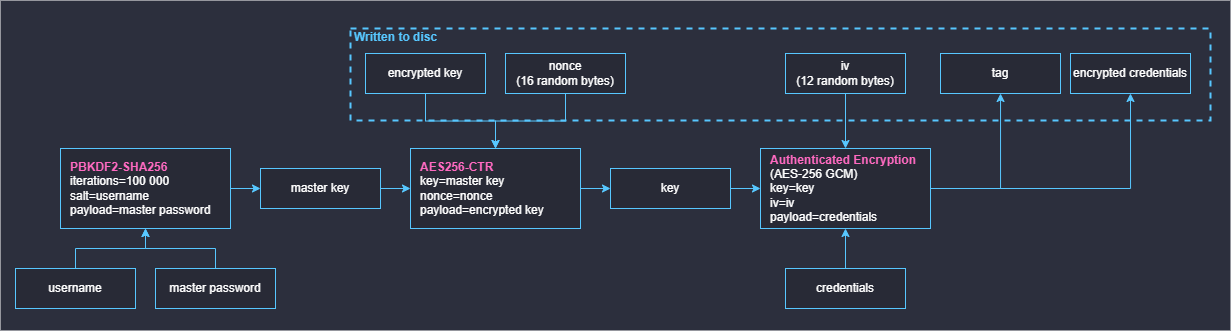 Written to disc
encrypted key
nonce
(16 random bytes)
iv
(12 random bytes)
tag
encrypted credentials
PBKDF2-SHA256
iterations=100 000
salt=username
payload=master password
master key
AES256-CTR
key=master key
nonce=nonce
payload=encrypted key
key
Authenticated Encryption
(AES-256 GCM)
key=key
iv=iv
payload=credentials
username
master password
credentials